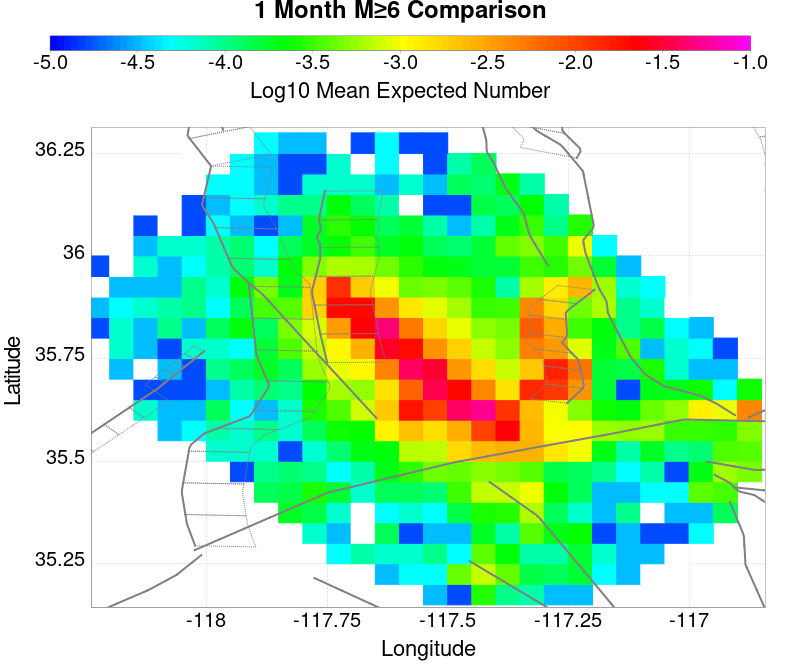 1 Month M≥6 Comparison
-5.0 -4.5 -4.0 -3.5 -3.0 -2.5 -2.0 -1.5 -1.0
Log10 Mean Expected Number
36.25
36
35.75
35.5
35.25
Latitude
-118 -117.75 -117.5 -117.25 -117
Longitude